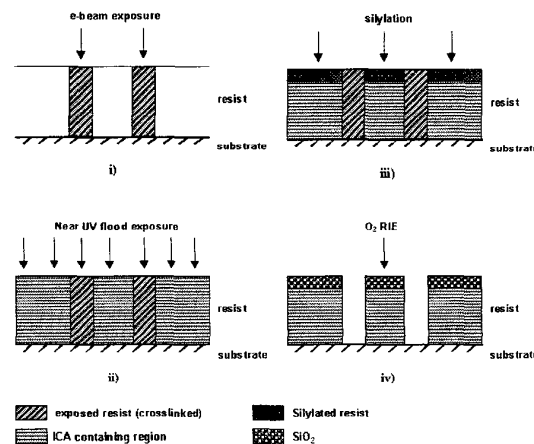 e-beam exposure
resist
substrate
i)
silylation
resist
substrate
iii)
Near UV flood exposure
resist
substrate
ii)
O₂ RIE
resist
substrate
iv)
exposed resist (crosslinked)
Silylated resist
ICA containing region
SiO₂